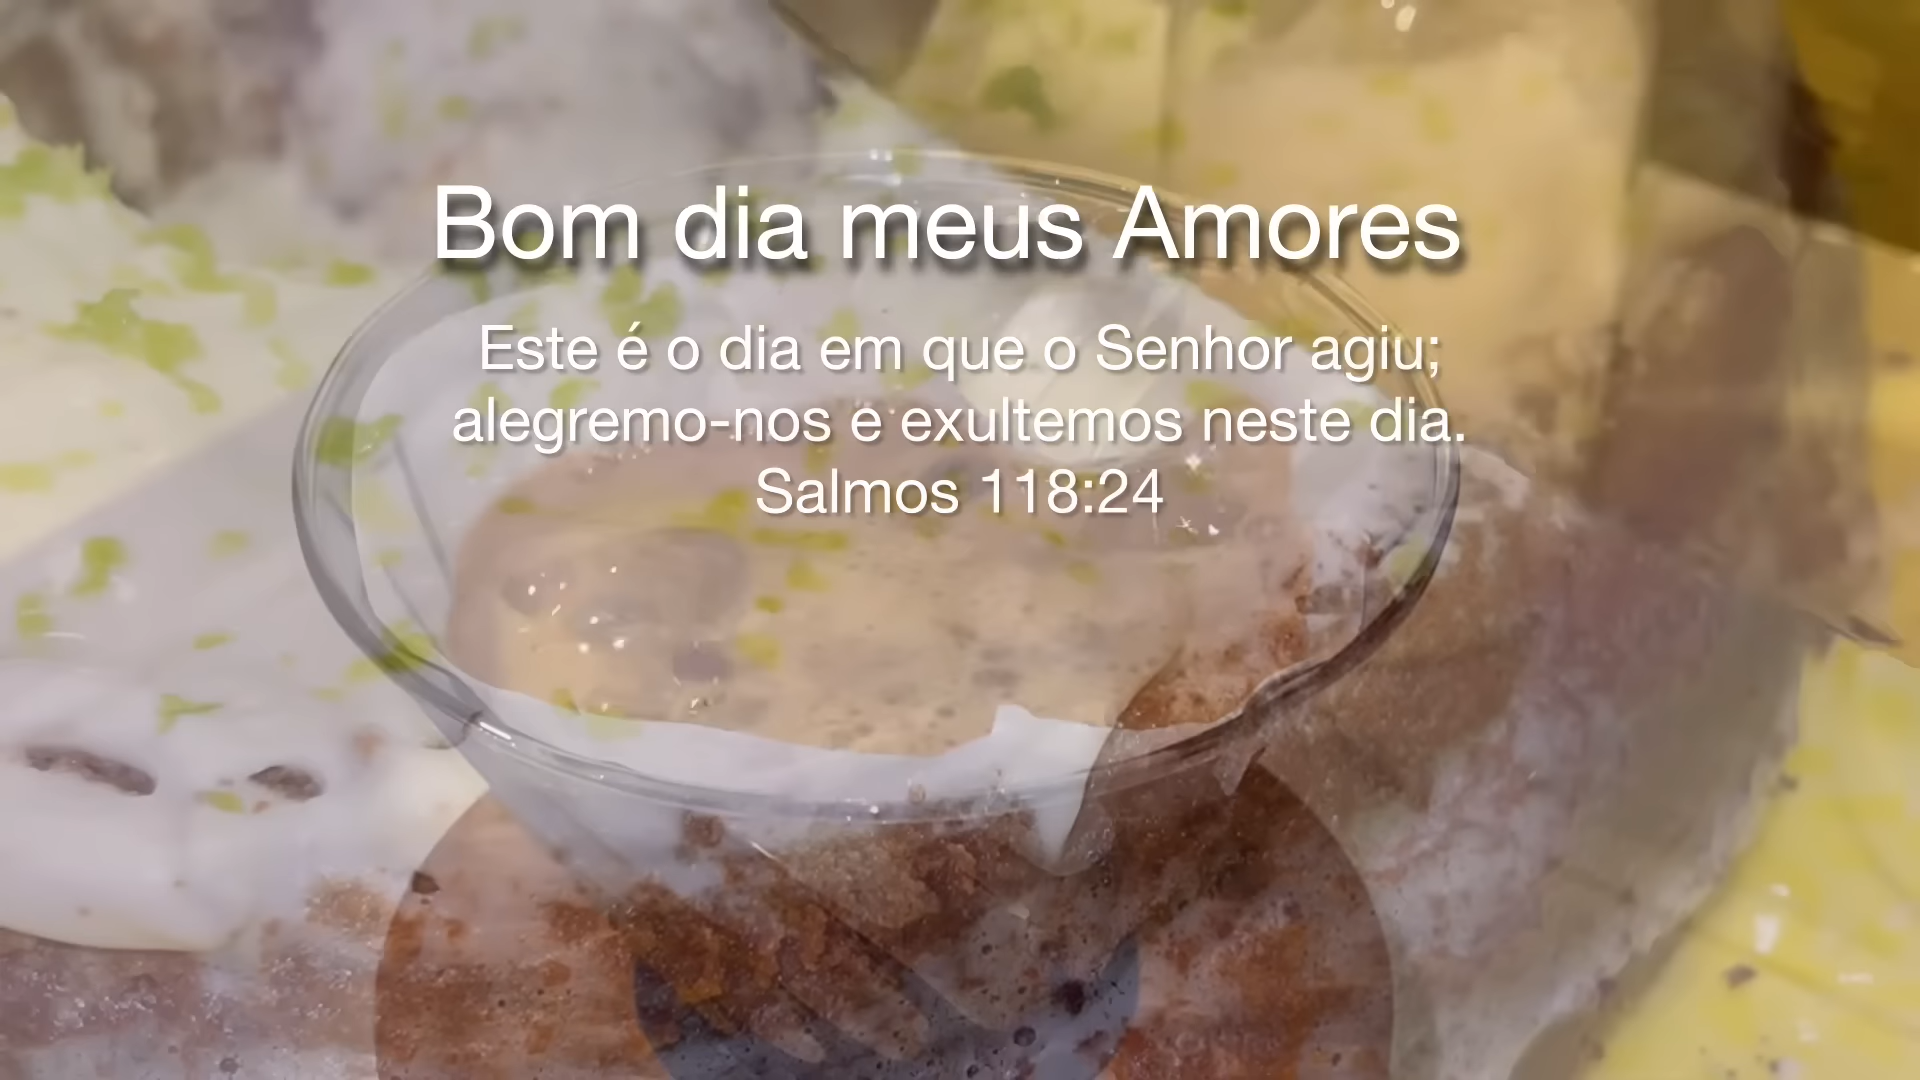 Bom dia meus Amores
Este é o dia em que o Senhor agiu;
alegremo-nos e exultemos neste dia.
Salmos 118:24